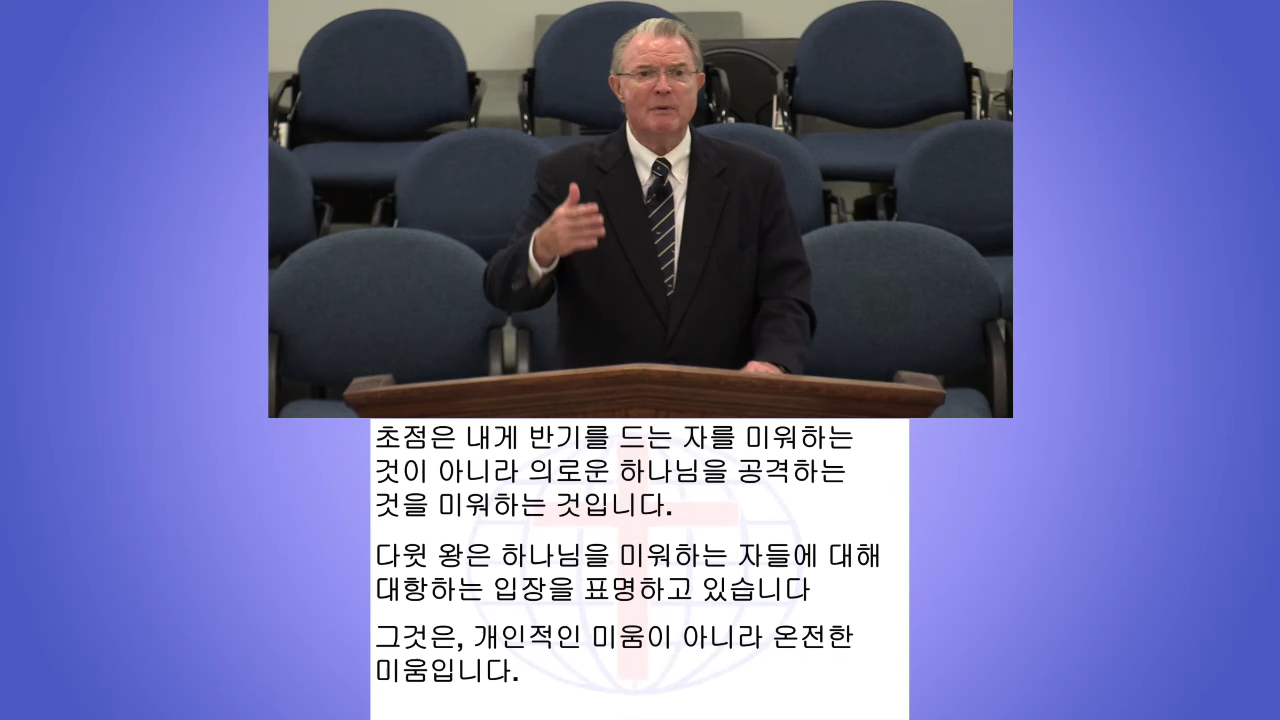 초점은 내게 반기를 드는 자를 미워하는
것이 아니라 의로운 하나님을 공격하는
것을 미워하는 것입니다.
다윗 왕은 하나님을 미워하는 자들에 대해
대항하는 입장을 표명하고 있습니다
그것은, 개인적인 미움이 아니라 온전한
미움입니다.